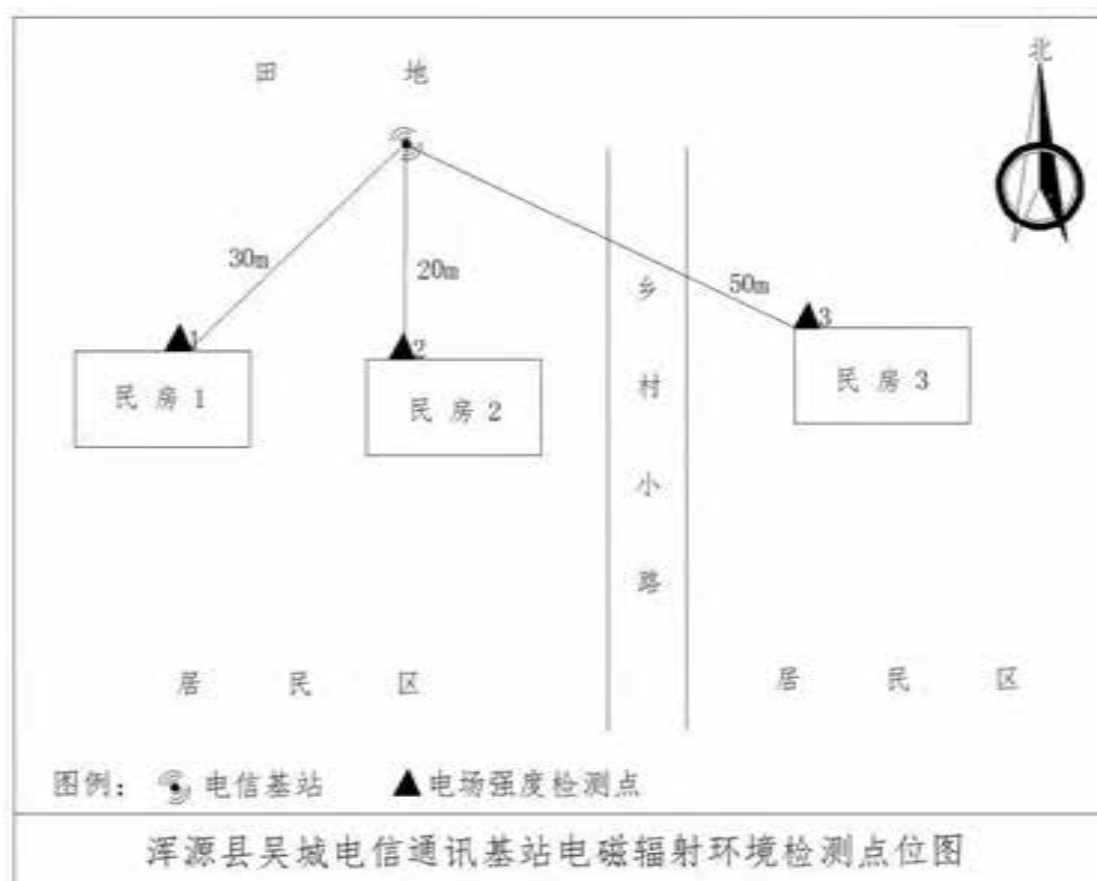 北
田 地
30m
20m
50m
1
2
3
民房1
民房2
民房3
乡村小路
居民区
居民区
图例： 电信基站 电场强度检测点
浑源县吴城电信通讯基站电磁辐射环境检测点位图